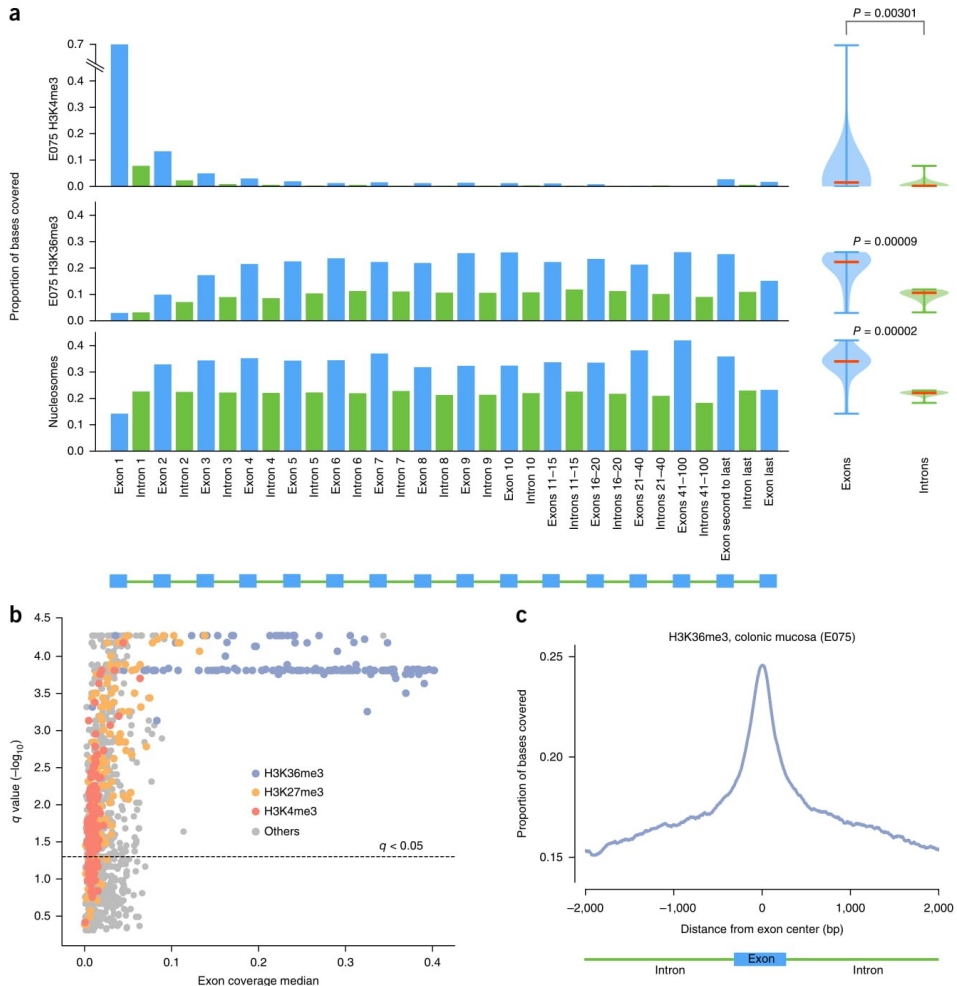 a
P = 0.00301
0.7
0.4
0.3
0.2
0.1
0.0
E075 H3K4me3
Proportion of bases covered
P = 0.00009
0.4
0.3
0.2
0.1
0.0
E075 H3K36me3
P = 0.00002
0.4
0.3
0.2
0.1
0.0
Nucleosomes
Exon 1
Intron 1
Exon 2
Intron 2
Exon 3
Intron 3
Exon 4
Intron 4
Exon 5
Intron 5
Exon 6
Intron 6
Exon 7
Intron 7
Exon 8
Intron 8
Exon 9
Intron 9
Exon 10
Intron 10
Exons 11–15
Introns 11–15
Exons 16–20
Introns 16–20
Exons 21–40
Introns 21–40
Exons 41–100
Introns 41–100
Exon second to last
Intron last
Exon last
Exons
Introns
b
4.5
4.0
3.5
3.0
2.5
2.0
1.5
1.0
0.5
q value (–log10)
H3K36me3
H3K27me3
H3K4me3
Others
q < 0.05
0.0 0.1 0.2 0.3 0.4
Exon coverage median
c
H3K36me3, colonic mucosa (E075)
0.25
0.20
0.15
Proportion of bases covered
–2,000 –1,000 0 1,000 2,000
Distance from exon center (bp)
Exon
Intron Intron